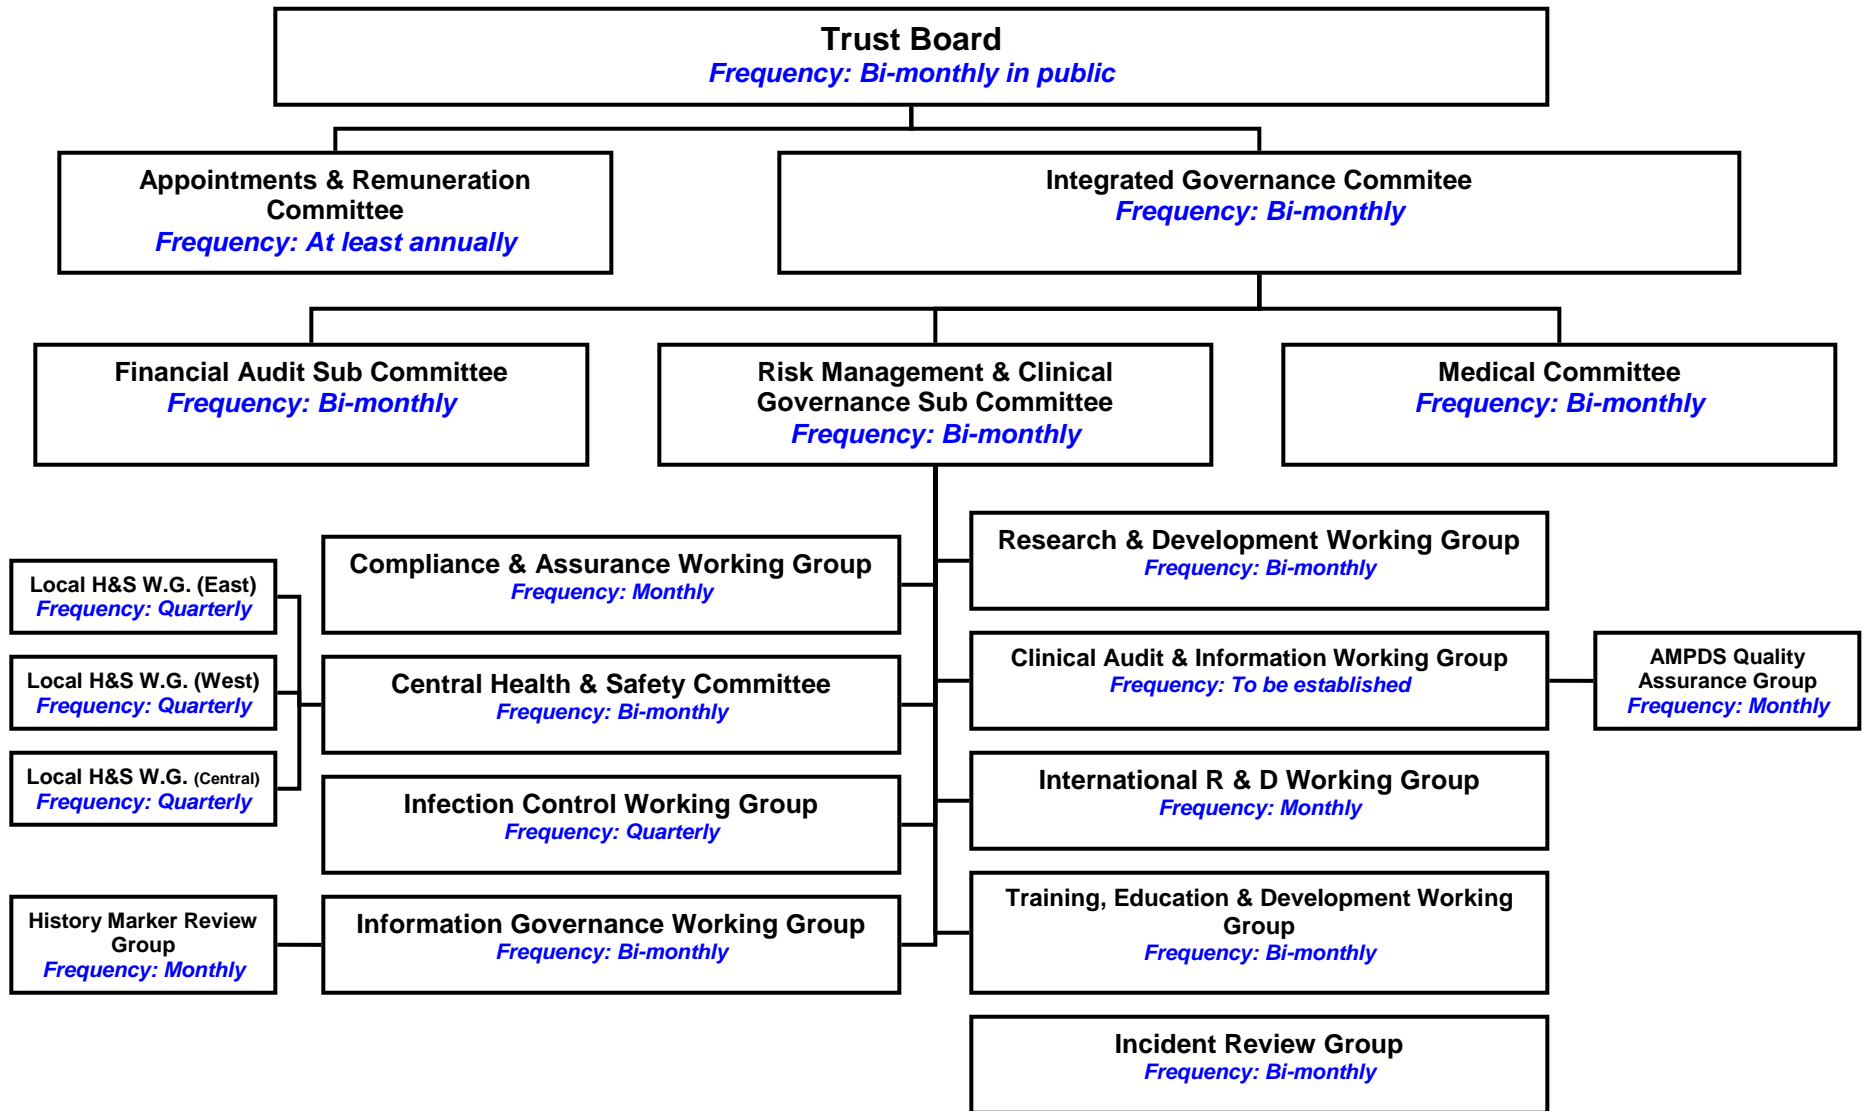 Trust Board
Frequency: Bi-monthly in public
Appointments & Remuneration
Committee
Frequency: At least annually
Integrated Governance Commitee
Frequency: Bi-monthly
Financial Audit Sub Committee
Frequency: Bi-monthly
Risk Management & Clinical
Governance Sub Committee
Frequency: Bi-monthly
Medical Committee
Frequency: Bi-monthly
Local H&S W.G. (East)
Frequency: Quarterly
Local H&S W.G. (West)
Frequency: Quarterly
Local H&S W.G. (Central)
Frequency: Quarterly
History Marker Review
Group
Frequency: Monthly
Compliance & Assurance Working Group
Frequency: Monthly
Central Health & Safety Committee
Frequency: Bi-monthly
Infection Control Working Group
Frequency: Quarterly
Information Governance Working Group
Frequency: Bi-monthly
Research & Development Working Group
Frequency: Bi-monthly
Clinical Audit & Information Working Group
Frequency: To be established
International R & D Working Group
Frequency: Monthly
Training, Education & Development Working
Group
Frequency: Bi-monthly
Incident Review Group
Frequency: Bi-monthly
AMPDS Quality
Assurance Group
Frequency: Monthly